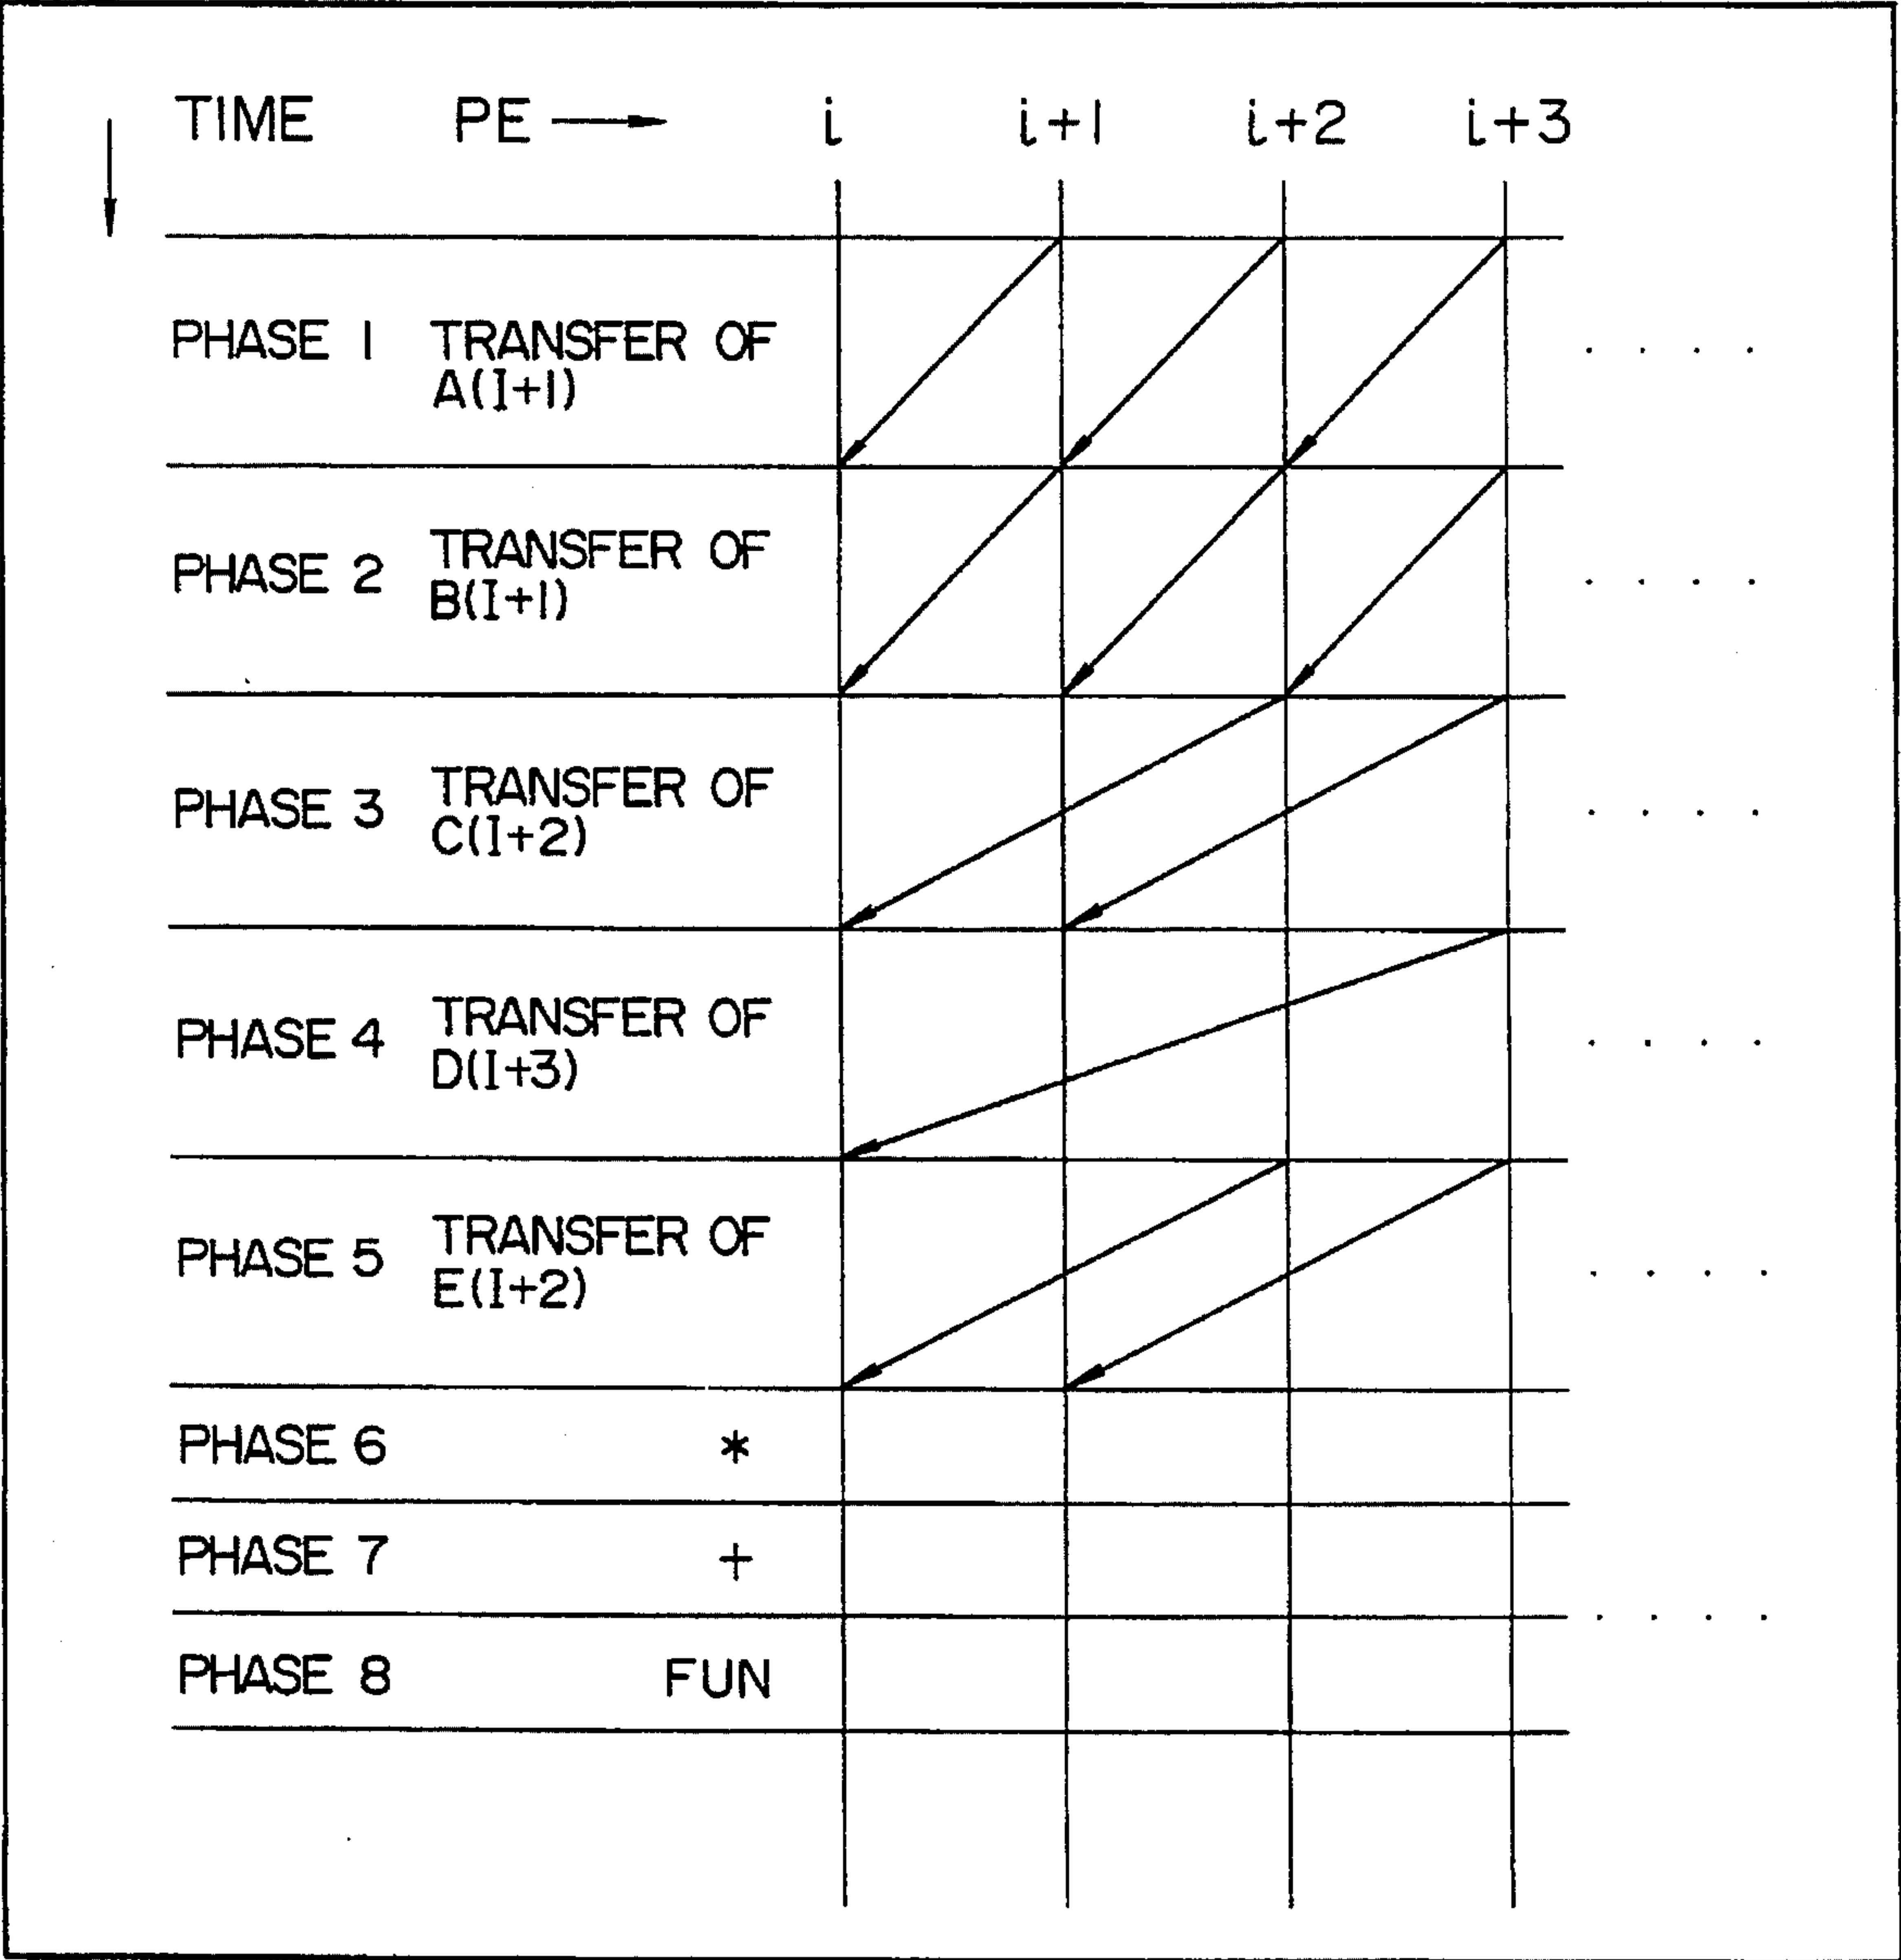 TIME PE i i+1 i+2 i+3
PHASE 1 TRANSFER OF
A(I+1)
PHASE 2 TRANSFER OF
B(I+1)
PHASE 3 TRANSFER OF
C(I+2)
PHASE 4 TRANSFER OF
D(I+3)
PHASE 5 TRANSFER OF
E(I+2)
PHASE 6 *
PHASE 7 +
PHASE 8 FUN